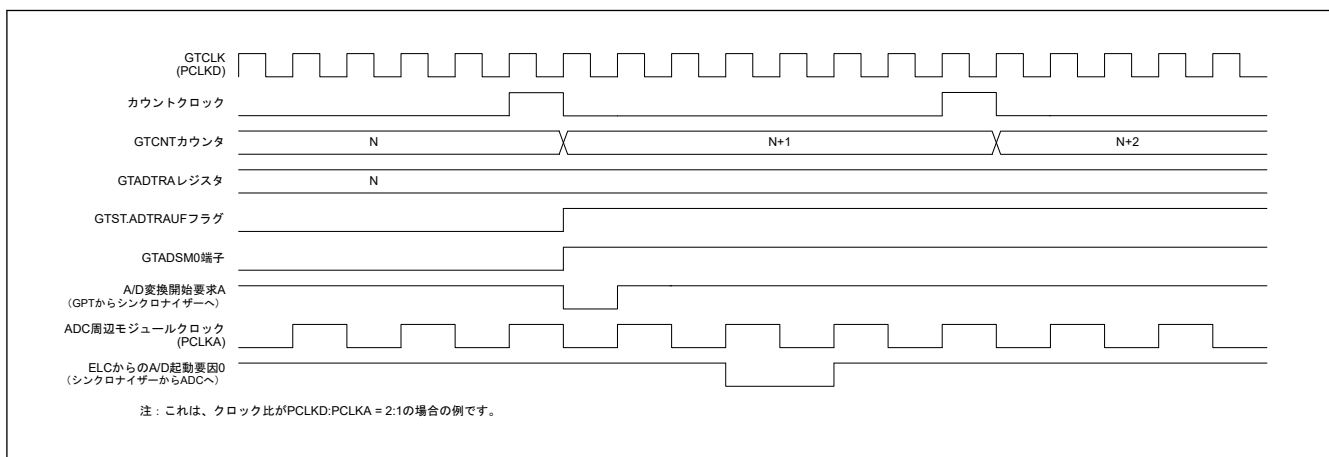 GTCLK
(PCLKD)
カウントクロック
GTCNTカウンタ
N
N+1
N+2
GTADTRAレジスタ
N
GTST.ADTRAUFフラグ
GTADSM0端子
A/D変換開始要求A
（GPTからシンクロナイザーへ）
ADC周辺モジュールクロック
(PCLKA)
ELCからのA/D起動要因0
（シンクロナイザーからADCへ）
注：これは、クロック比がPCLKD:PCLKA = 2:1の場合の例です。